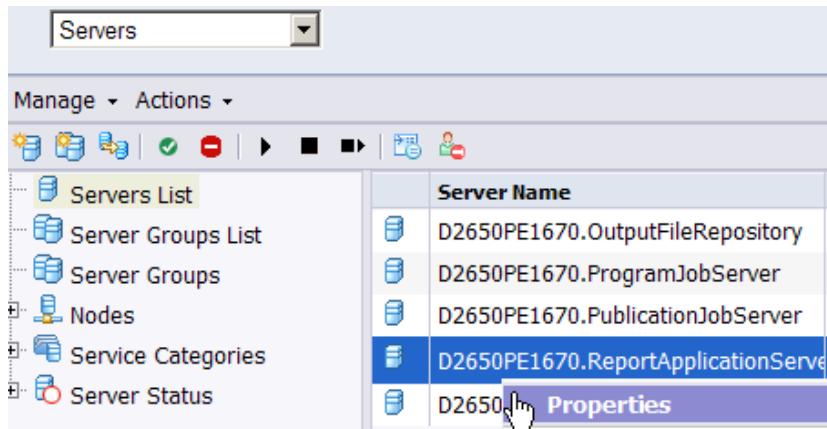 Servers
Manage Actions
Servers List
Server Groups List
Server Groups
Nodes
Service Categories
Server Status
Server Name
D2650PE1670.OutputFileRepository
D2650PE1670.ProgramJobServer
D2650PE1670.PublicationJobServer
D2650PE1670.ReportApplicationServe
D2650
Properties